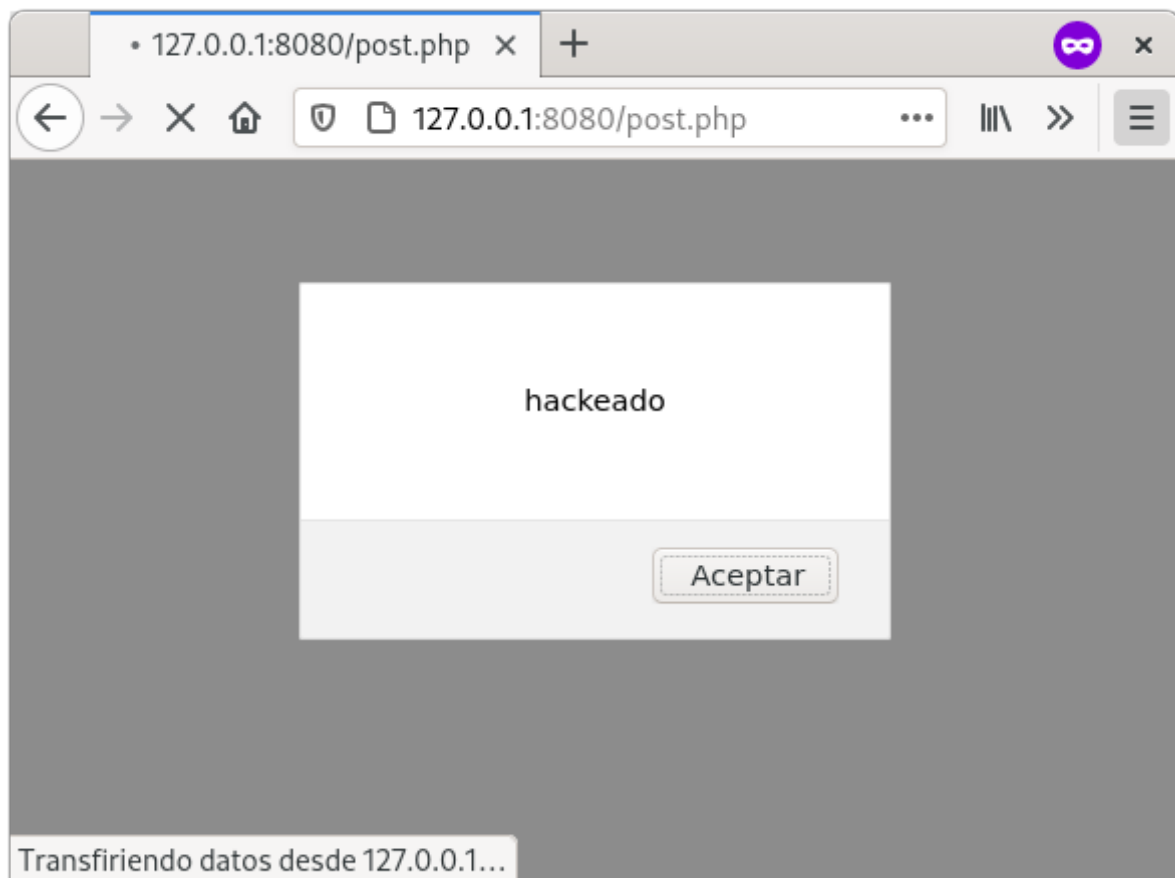 • 127.0.0.1:8080/post.php
127.0.0.1:8080/post.php
hackeado
Aceptar
Transfiriendo datos desde 127.0.0.1...